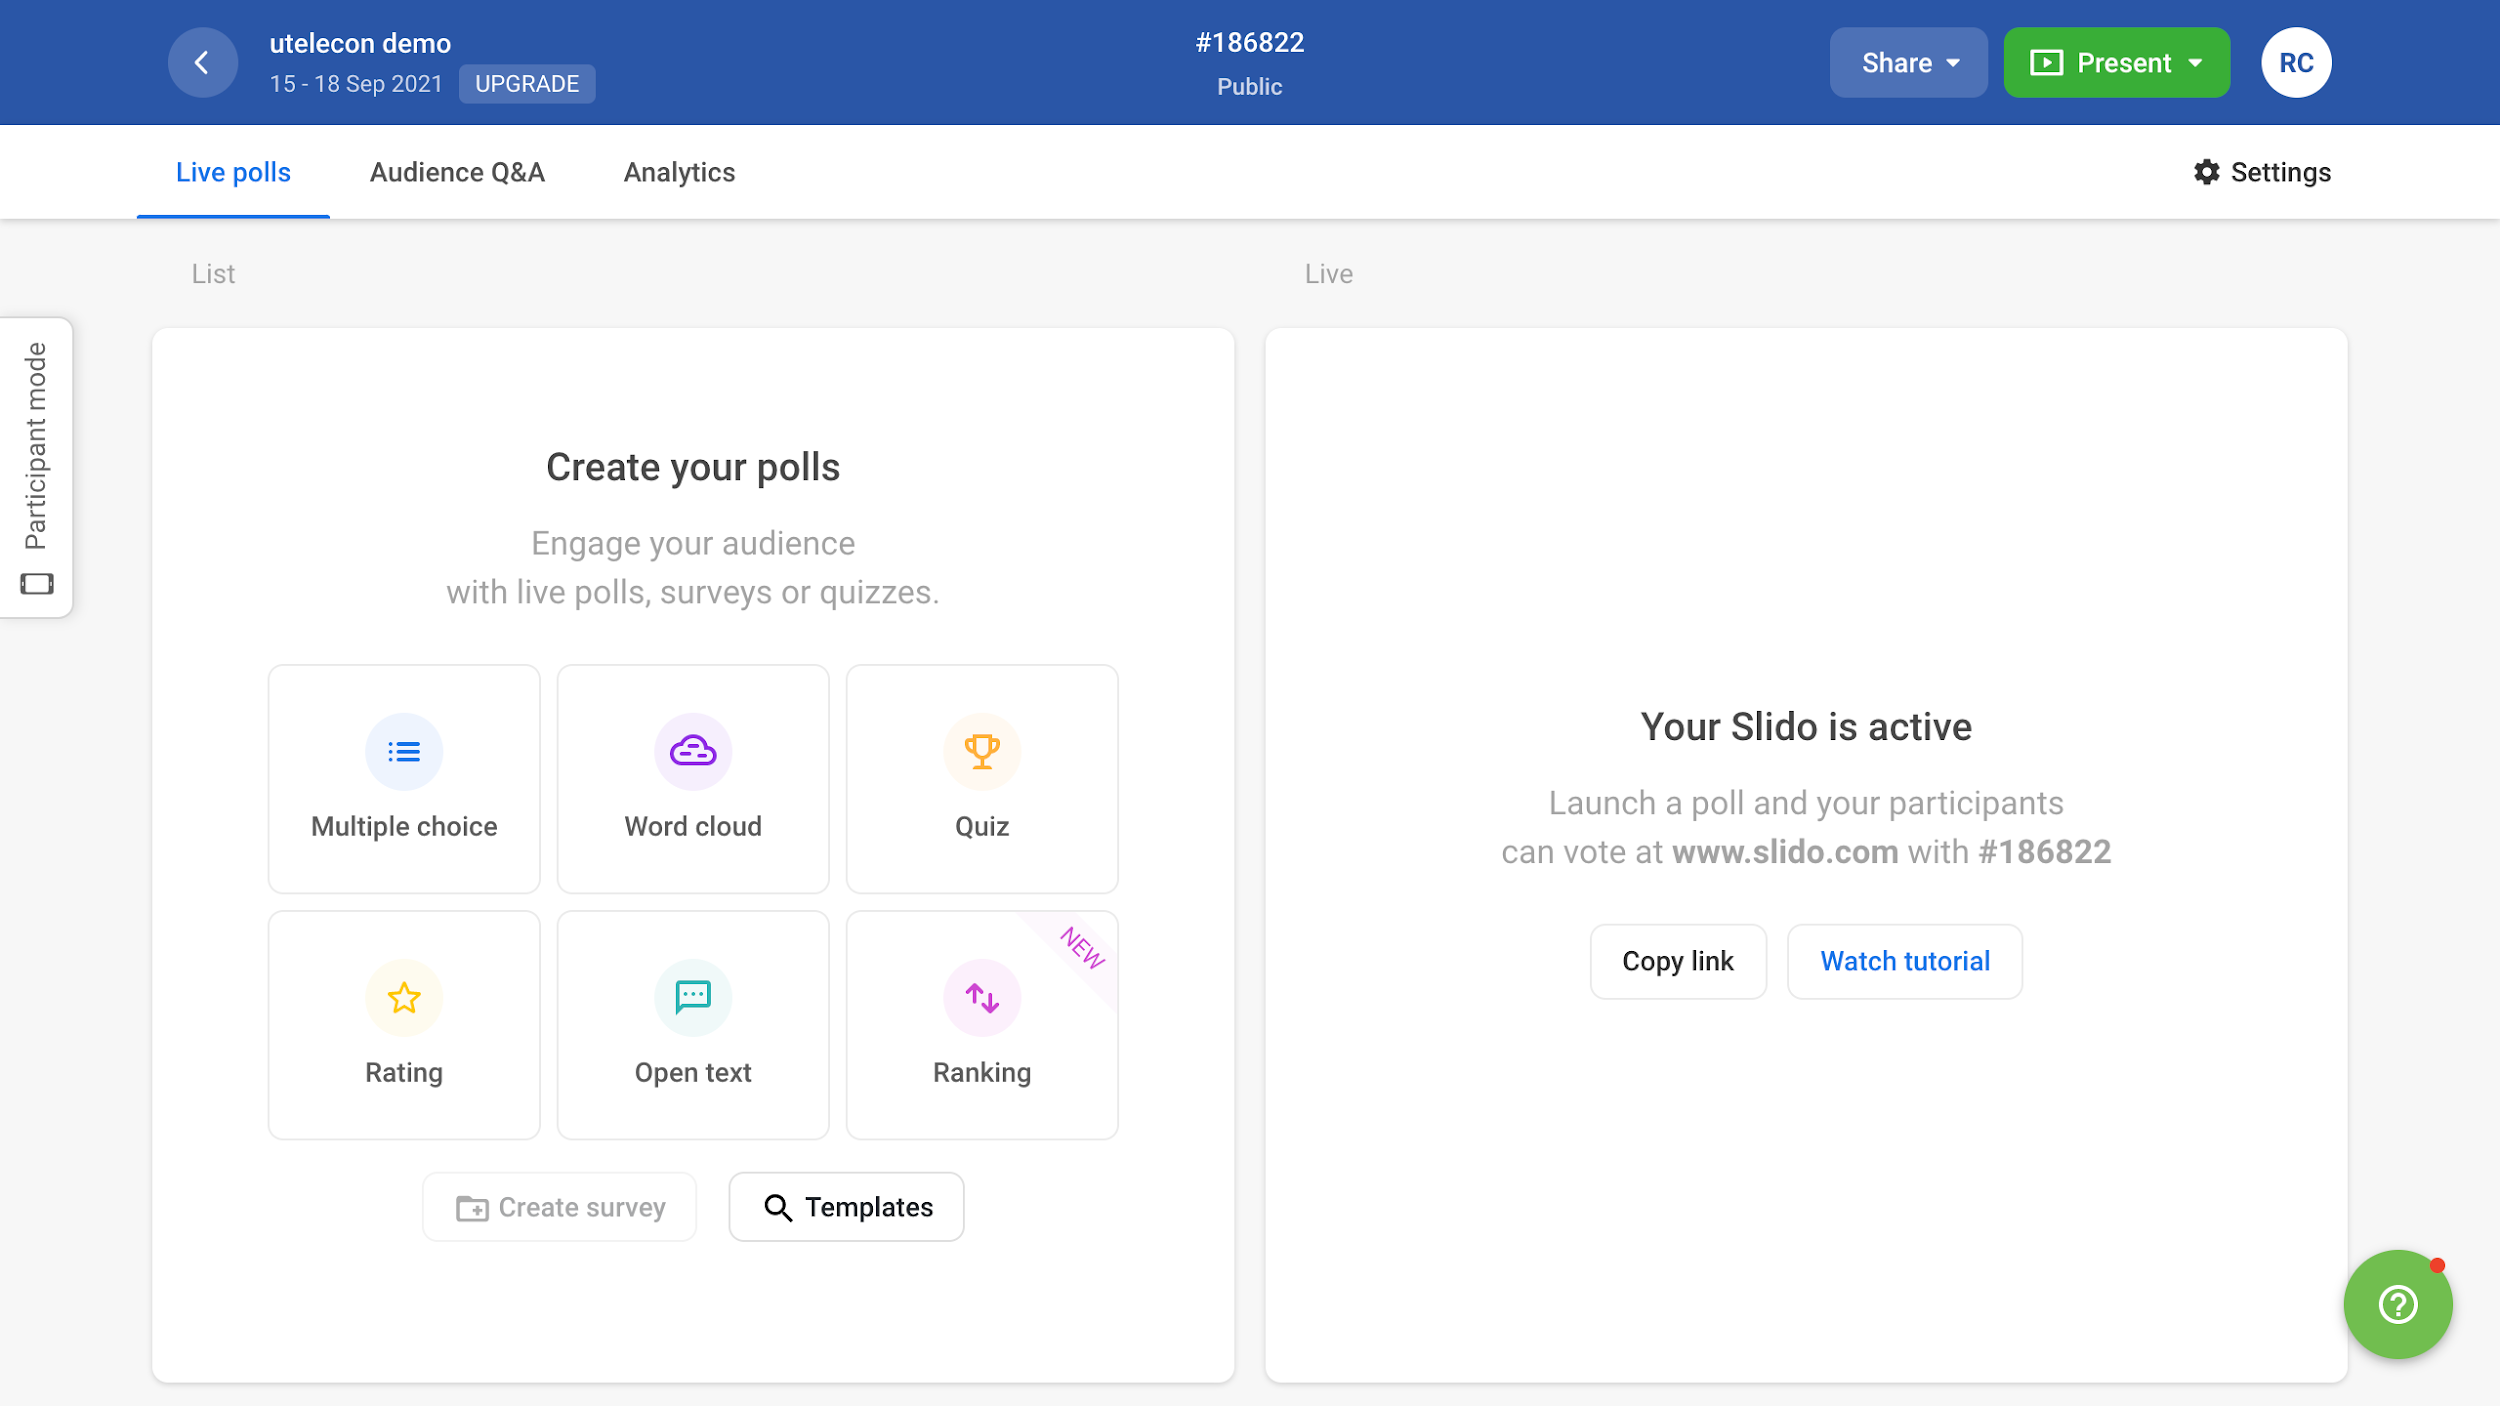 utelecon demo
15 - 18 Sep 2021 UPGRADE
#186822
Public
Share
Present
RC
Live polls
Audience Q&A
Analytics
Settings
List
Live
Participant mode
Create your polls
Engage your audience
with live polls, surveys or quizzes.
Multiple choice
Word cloud
Quiz
Rating
Open text
NEW
Ranking
Create survey
Templates
Your Slido is active
Launch a poll and your participants
can vote at www.slido.com with #186822
Copy link
Watch tutorial